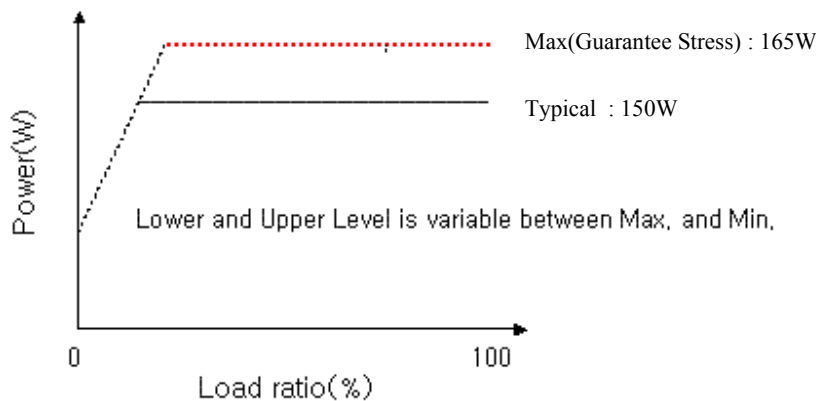 Max(Guarantee Stress) : 165W
Typical : 150W
Power(W)
Lower and Upper Level is variable between Max, and Min,
0
100
Load ratio(%)